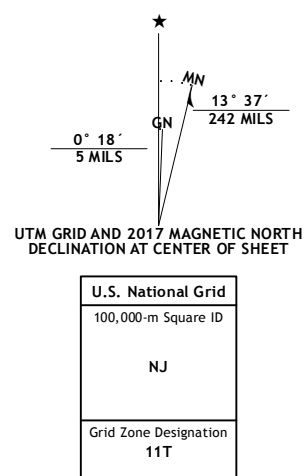 ★
MN
GN
13° 37´
242 MILS
0° 18´
5 MILS
UTM GRID AND 2017 MAGNETIC NORTH
DECLINATION AT CENTER OF SHEET
U.S. National Grid
100,000-m Square ID
NJ
Grid Zone Designation
11T